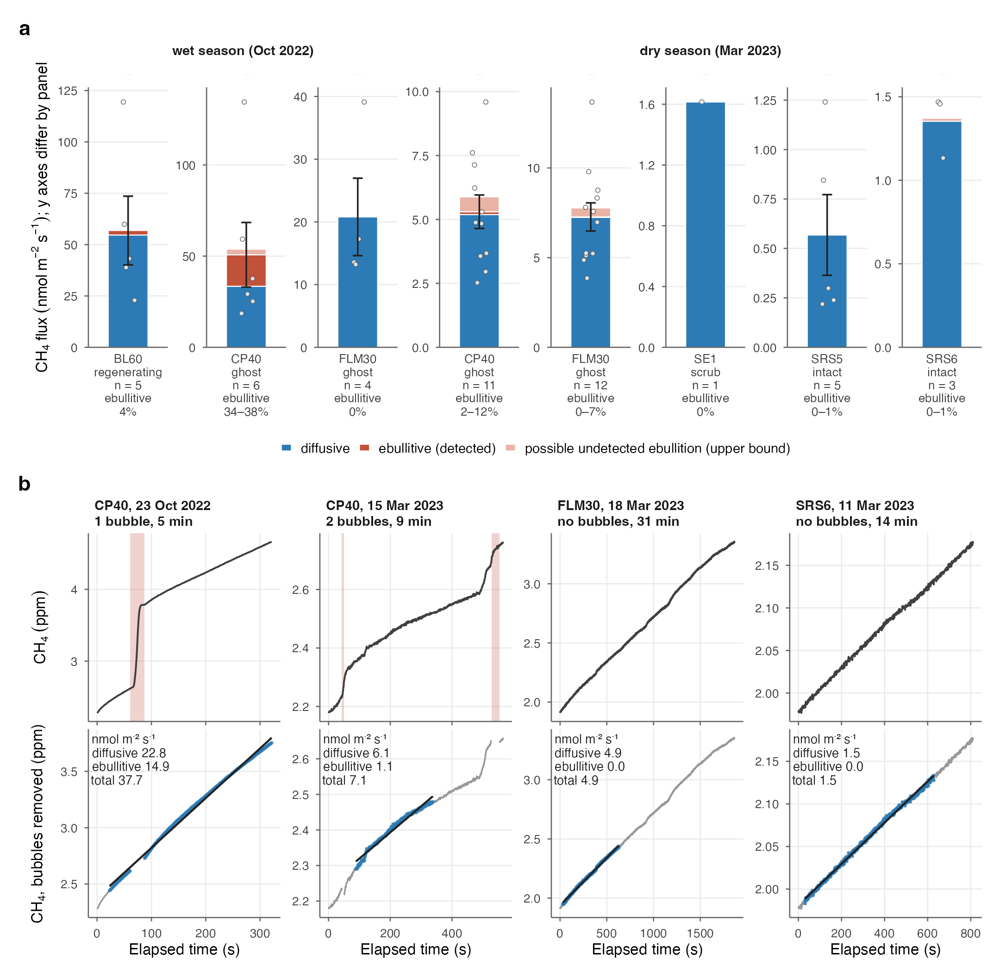 a
wet season (Oct 2022)
dry season (Mar 2023)
CH₄ flux (nmol m⁻² s⁻¹); y axes differ by panel
125
100
75
50
25
0
100
50
0
40
30
20
10
0
10.0
7.5
5.0
2.5
0.0
10
5
0
1.6
1.2
0.8
0.4
0.0
1.25
1.00
0.75
0.50
0.25
0.00
1.5
1.0
0.5
0.0
BL60
regenerating
n = 5
ebullitive
4%
CP40
ghost
n = 6
ebullitive
34–38%
FLM30
ghost
n = 4
ebullitive
0%
CP40
ghost
n = 11
ebullitive
2–12%
FLM30
ghost
n = 12
ebullitive
0–7%
SE1
scrub
n = 1
ebullitive
0%
SRS5
intact
n = 5
ebullitive
0–1%
SRS6
intact
n = 3
ebullitive
0–1%
diffusive
ebullitive (detected)
possible undetected ebullition (upper bound)
b
CP40, 23 Oct 2022
1 bubble, 5 min
CP40, 15 Mar 2023
2 bubbles, 9 min
FLM30, 18 Mar 2023
no bubbles, 31 min
SRS6, 11 Mar 2023
no bubbles, 14 min
CH₄ (ppm)
4
3
2.6
2.4
2.2
3.0
2.5
2.0
2.15
2.10
2.05
2.00
CH₄, bubbles removed (ppm)
3.5
3.0
2.5
nmol m⁻² s⁻¹
diffusive 22.8
ebullitive 14.9
total 37.7
2.6
2.5
2.4
2.3
2.2
nmol m⁻² s⁻¹
diffusive 6.1
ebullitive 1.1
total 7.1
3.0
2.5
2.0
nmol m⁻² s⁻¹
diffusive 4.9
ebullitive 0.0
total 4.9
2.15
2.10
2.05
2.00
nmol m⁻² s⁻¹
diffusive 1.5
ebullitive 0.0
total 1.5
0 100 200 300
0 200 400
0 500 1000 1500
0 200 400 600 800
Elapsed time (s)
Elapsed time (s)
Elapsed time (s)
Elapsed time (s)